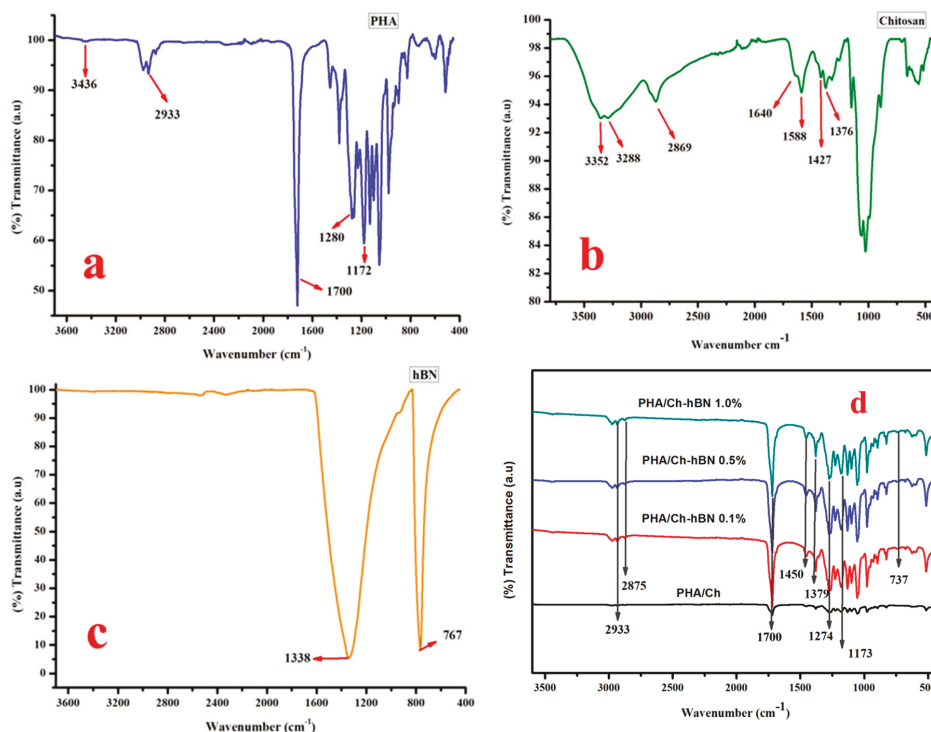 PHA
100
90
80
70
60
50
(%) Transmittance (a.u)
3436
2933
1280
1172
1700
a
3600 3200 2800 2400 2000 1600 1200 800 400
Wavenumber (cm-1)
Chitosan
100
98
96
94
92
90
88
86
84
82
80
(%) Transmittance (a.u)
3352
3288
2869
1640
1588
1427
1376
b
3500 3000 2500 2000 1500 1000 500
Wavenumber cm-1
hBN
100
90
80
70
60
50
40
30
20
10
0
(%) Transmittance (a.u)
1338
767
c
3600 3200 2800 2400 2000 1600 1200 800 400
Wavenumber (cm-1)
d
PHA/Ch-hBN 1.0%
PHA/Ch-hBN 0.5%
PHA/Ch-hBN 0.1%
PHA/Ch
(%) Transmittance (a.u)
2875
2933
1450
1379
1700
1274
1173
737
3500 3000 2500 2000 1500 1000 500
Wavenumber cm-1